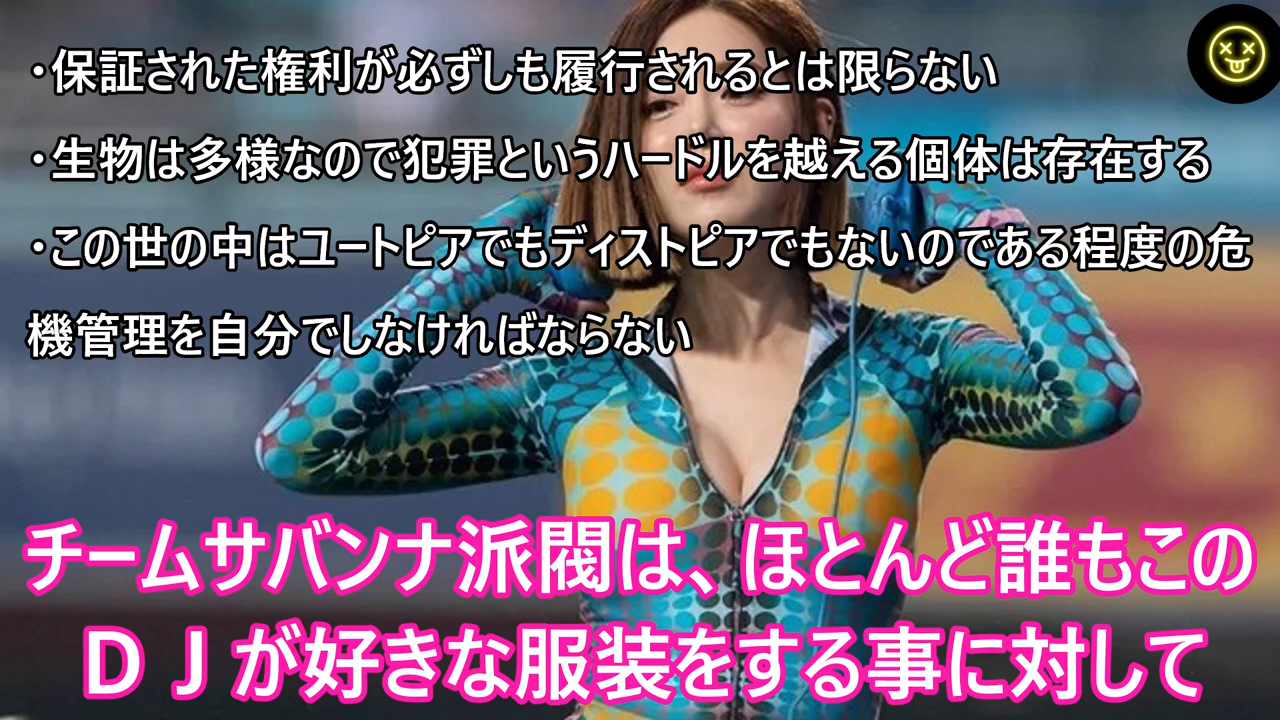 ・保証された権利が必ずしも履行されるとは限らない
・生物は多様なので犯罪というハードルを越える個体は存在する
・この世の中はユートピアでもディストピアでもないのである程度の危
機管理を自分でしなければならない
チームサバンナ派閥は、ほとんど誰もこの
ＤＪが好きな服装をする事に対して